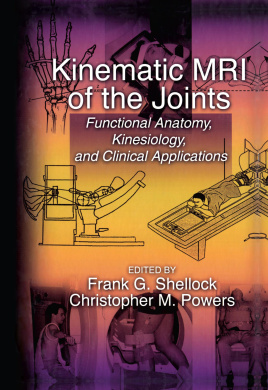 Kinematic MRI
of the Joints
Functional Anatomy,
Kinesiology,
and Clinical Applications
EDITED BY
Frank G. Shellock
Christopher M. Powers